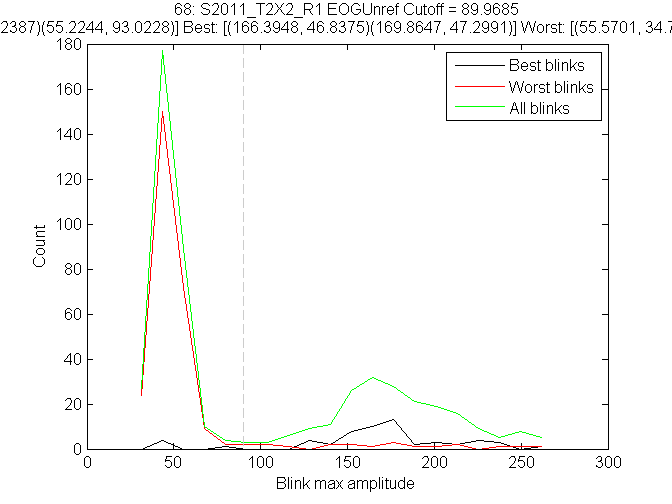 68: S2011_T2X2_R1 EOGUnref Cutoff = 89.9685
2387)(55.2244, 93.0228)] Best: [(166.3948, 46.8375)(169.8647, 47.2991)] Worst: [(55.5701, 34.7
180
160
140
120
100
80
60
40
20
0
Count
Best blinks
Worst blinks
All blinks
0 50 100 150 200 250 300
Blink max amplitude